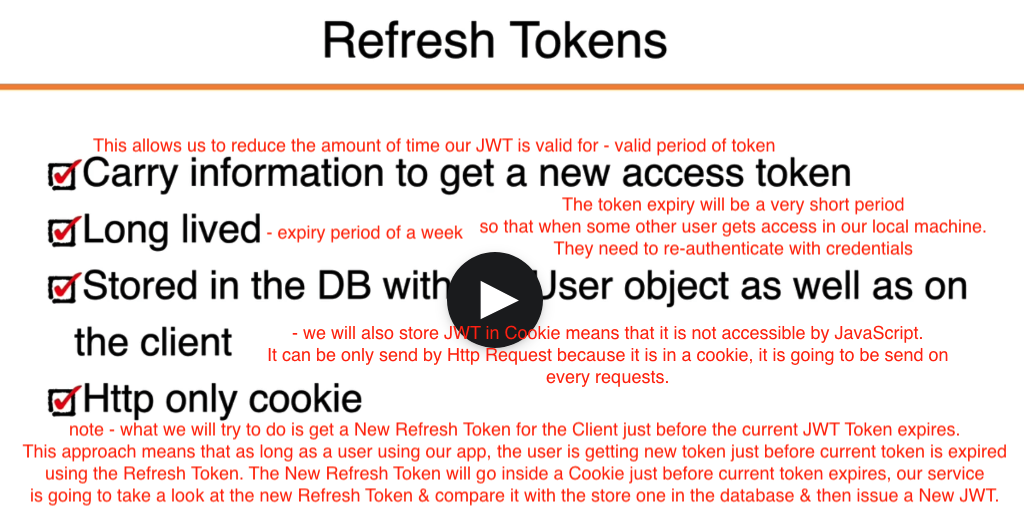 Refresh Tokens
This allows us to reduce the amount of time our JWT is valid for - valid period of token
Carry information to get a new access token
The token expiry will be a very short period
Long lived - expiry period of a week so that when some other user gets access in our local machine.
They need to re-authenticate with credentials
Stored in the DB with User object as well as on
the client - we will also store JWT in Cookie means that it is not accessible by JavaScript.
It can be only send by Http Request because it is in a cookie, it is going to be send on
every requests.
Http only cookie
note - what we will try to do is get a New Refresh Token for the Client just before the current JWT Token expires.
This approach means that as long as a user using our app, the user is getting new token just before current token is expired
using the Refresh Token. The New Refresh Token will go inside a Cookie just before current token expires, our service
is going to take a look at the new Refresh Token & compare it with the store one in the database & then issue a New JWT.